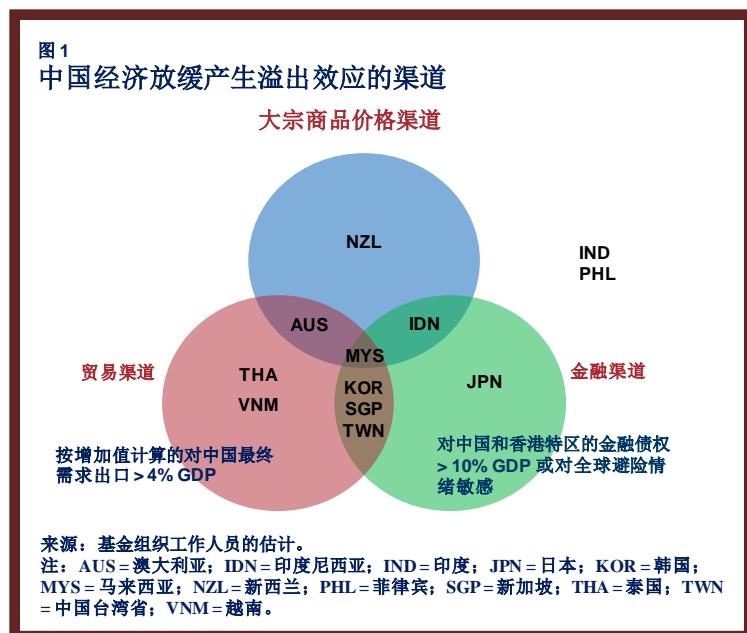 图 1
中国经济放缓产生溢出效应的渠道
大宗商品价格渠道
NZL
IND
PHL
AUS
IDN
MYS
贸易渠道
金融渠道
THA
VNM
KOR
SGP
TWN
JPN
按增加值计算的对中国最终
需求出口 > 4% GDP
对中国和香港特区的金融债权
> 10% GDP 或对全球避险情
绪敏感
来源：基金组织工作人员的估计。
注：AUS = 澳大利亚；IDN = 印度尼西亚；IND = 印度；JPN = 日本；KOR = 韩国；
MYS = 马来西亚；NZL = 新西兰；PHL = 菲律宾；SGP = 新加坡；THA = 泰国；TWN
= 中国台湾省；VNM = 越南。